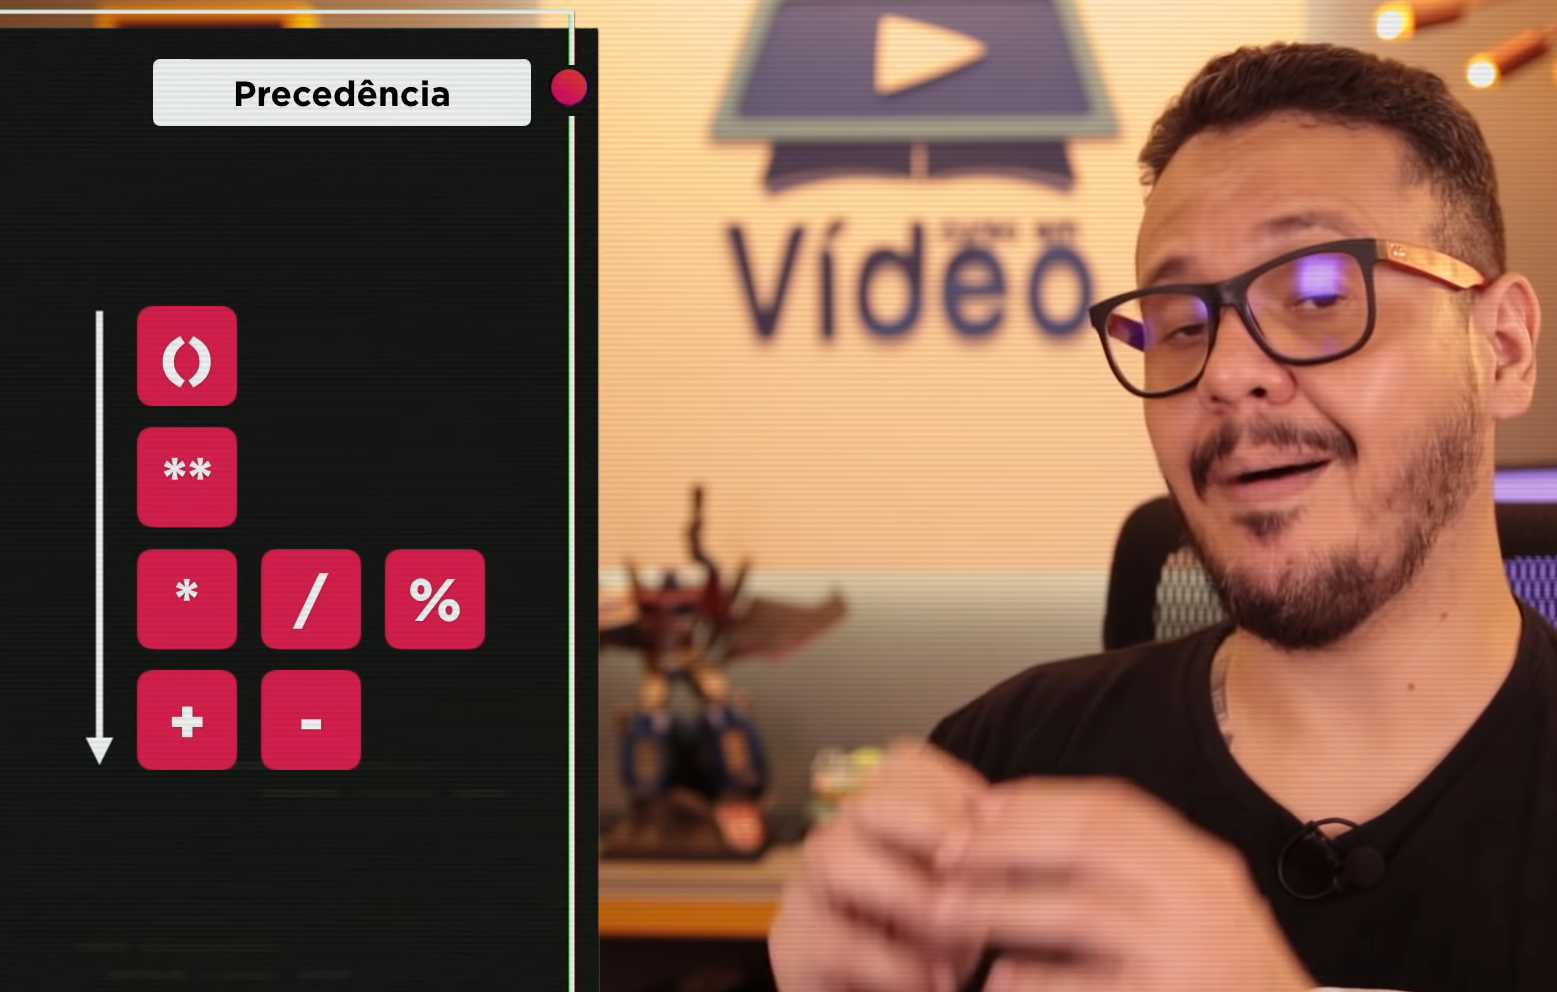 Precedência
()
**
* / %
+ -
Vídeo